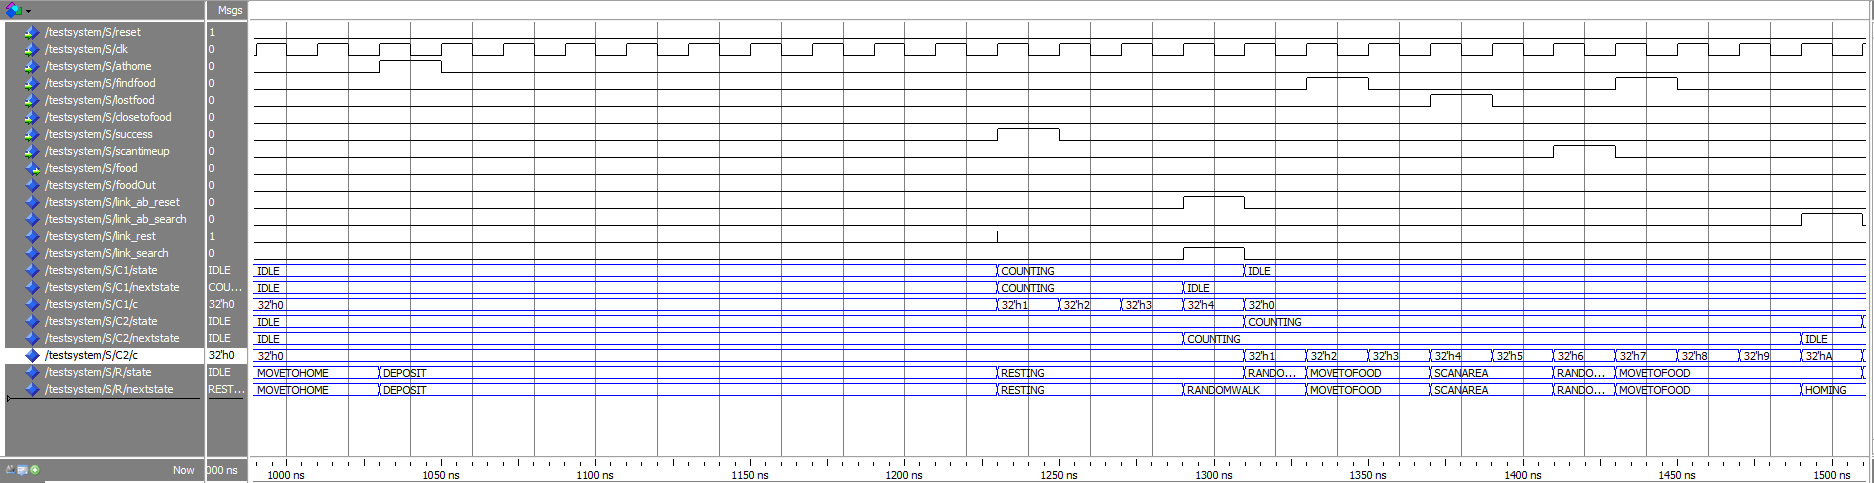 Msgs
/testsystem/S/reset 1
/testsystem/S/clk 0
/testsystem/S/athome 0
/testsystem/S/findfood 0
/testsystem/S/lostfood 0
/testsystem/S/closetofood 0
/testsystem/S/success 0
/testsystem/S/scantimeup 0
/testsystem/S/food 0
/testsystem/S/foodOut 0
/testsystem/S/link_ab_reset 0
/testsystem/S/link_ab_search 0
/testsystem/S/link_rest 1
/testsystem/S/link_search 0
/testsystem/S/C1/state IDLE IDLE COUNTING IDLE
/testsystem/S/C1/nextstate COU... IDLE COUNTING IDLE
/testsystem/S/C1/c 32'h0 32'h0 32'h1 32'h2 32'h3 32'h4 32'h0
/testsystem/S/C2/state IDLE IDLE COUNTING
/testsystem/S/C2/nextstate IDLE IDLE COUNTING IDLE
/testsystem/S/C2/c 32'h0 32'h0 32'h1 32'h2 32'h3 32'h4 32'h5 32'h6 32'h7 32'h8 32'h9 32'hA
/testsystem/S/R/state IDLE MOVETOHOME DEPOSIT RESTING RANDO... MOVETOFOOD SCANAREA RANDO... MOVETOFOOD
/testsystem/S/R/nextstate REST... MOVETOHOME DEPOSIT RESTING RANDOMWALK MOVETOFOOD SCANAREA RANDO... MOVETOFOOD HOMING
Now 000 ns 1000 ns 1050 ns 1100 ns 1150 ns 1200 ns 1250 ns 1300 ns 1350 ns 1400 ns 1450 ns 1500 ns